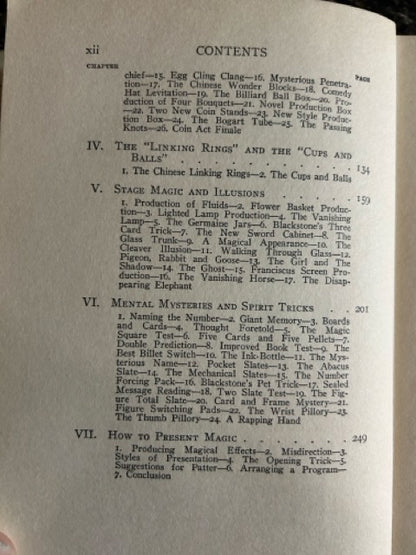 xii CONTENTS
CHAPTER PAGE
chief—15. Egg Cling Clang—16. Mysterious Penetra-
tion—17. The Chinese Wonder Blocks—18. Comedy
Hat Levitation—19. The Billiard Ball Box—20. Pro-
duction of Four Bouquets—21. Novel Production Box
—22. Two New Coin Stands—23. New Style Produc-
tion Box—24. The Bogart Tube—25. The Passing
Knots—26. Coin Act Finale
IV. THE "LINKING RINGS" AND THE "CUPS AND
BALLS" . . . . . . . . . . . 134
1. The Chinese Linking Rings—2. The Cups and Balls
V. STAGE MAGIC AND ILLUSIONS . . . . . 159
1. Production of Fluids—2. Flower Basket Produc-
tion—3. Lighted Lamp Production—4. The Vanishing
Lamp—5. The Germaine Jars—6. Blackstone's Three
Card Trick—7. The New Sword Cabinet—8. The
Glass Trunk—9. A Magical Appearance—10. The
Cleaver Illusion—11. Walking Through Glass—12.
Pigeon, Rabbit and Goose—13. The Girl and The
Shadow—14. The Ghost—15. Franciscus Screen Pro-
duction—16. The Vanishing Horse—17. The Disap-
pearing Elephant
VI. MENTAL MYSTERIES AND SPIRIT TRICKS . . 201
1. Naming the Number—2. Giant Memory—3. Boards
and Cards—4. Thought Foretold—5. The Magic
Square Test—6. Five Cards and Five Pellets—7.
Double Prediction—8. Improved Book Test—9. The
Best Billet Switch—10. The Ink-Bottle—11. The Mys-
terious Name—12. Pocket Slates—13. The Abacus
Slate—14. The Mechanical Slates—15. The Number
Forcing Pack—16. Blackstone's Pet Trick—17. Sealed
Message Reading—18. Two Slate Test—19. The Fig-
ure Total Slate—20. Card and Frame Mystery—21.
Figure Switching Pads—22. The Wrist Pillory—23.
The Thumb Pillory—24. A Rapping Hand
VII. HOW TO PRESENT MAGIC . . . . . . . 249
1. Producing Magical Effects—2. Misdirection—3.
Styles of Presentation—4. The Opening Trick—5.
Suggestions for Patter—6. Arranging a Program—
7. Conclusion